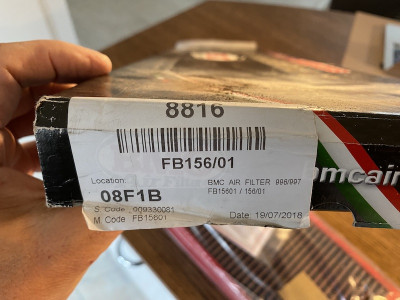 8816
FB156/01
Location:
08F1B
BMC AIR FILTER 996/997
FB15601 / 156/01
S. Code 009330081
M. Code FB15601
Date 19/07/2018
bmcair